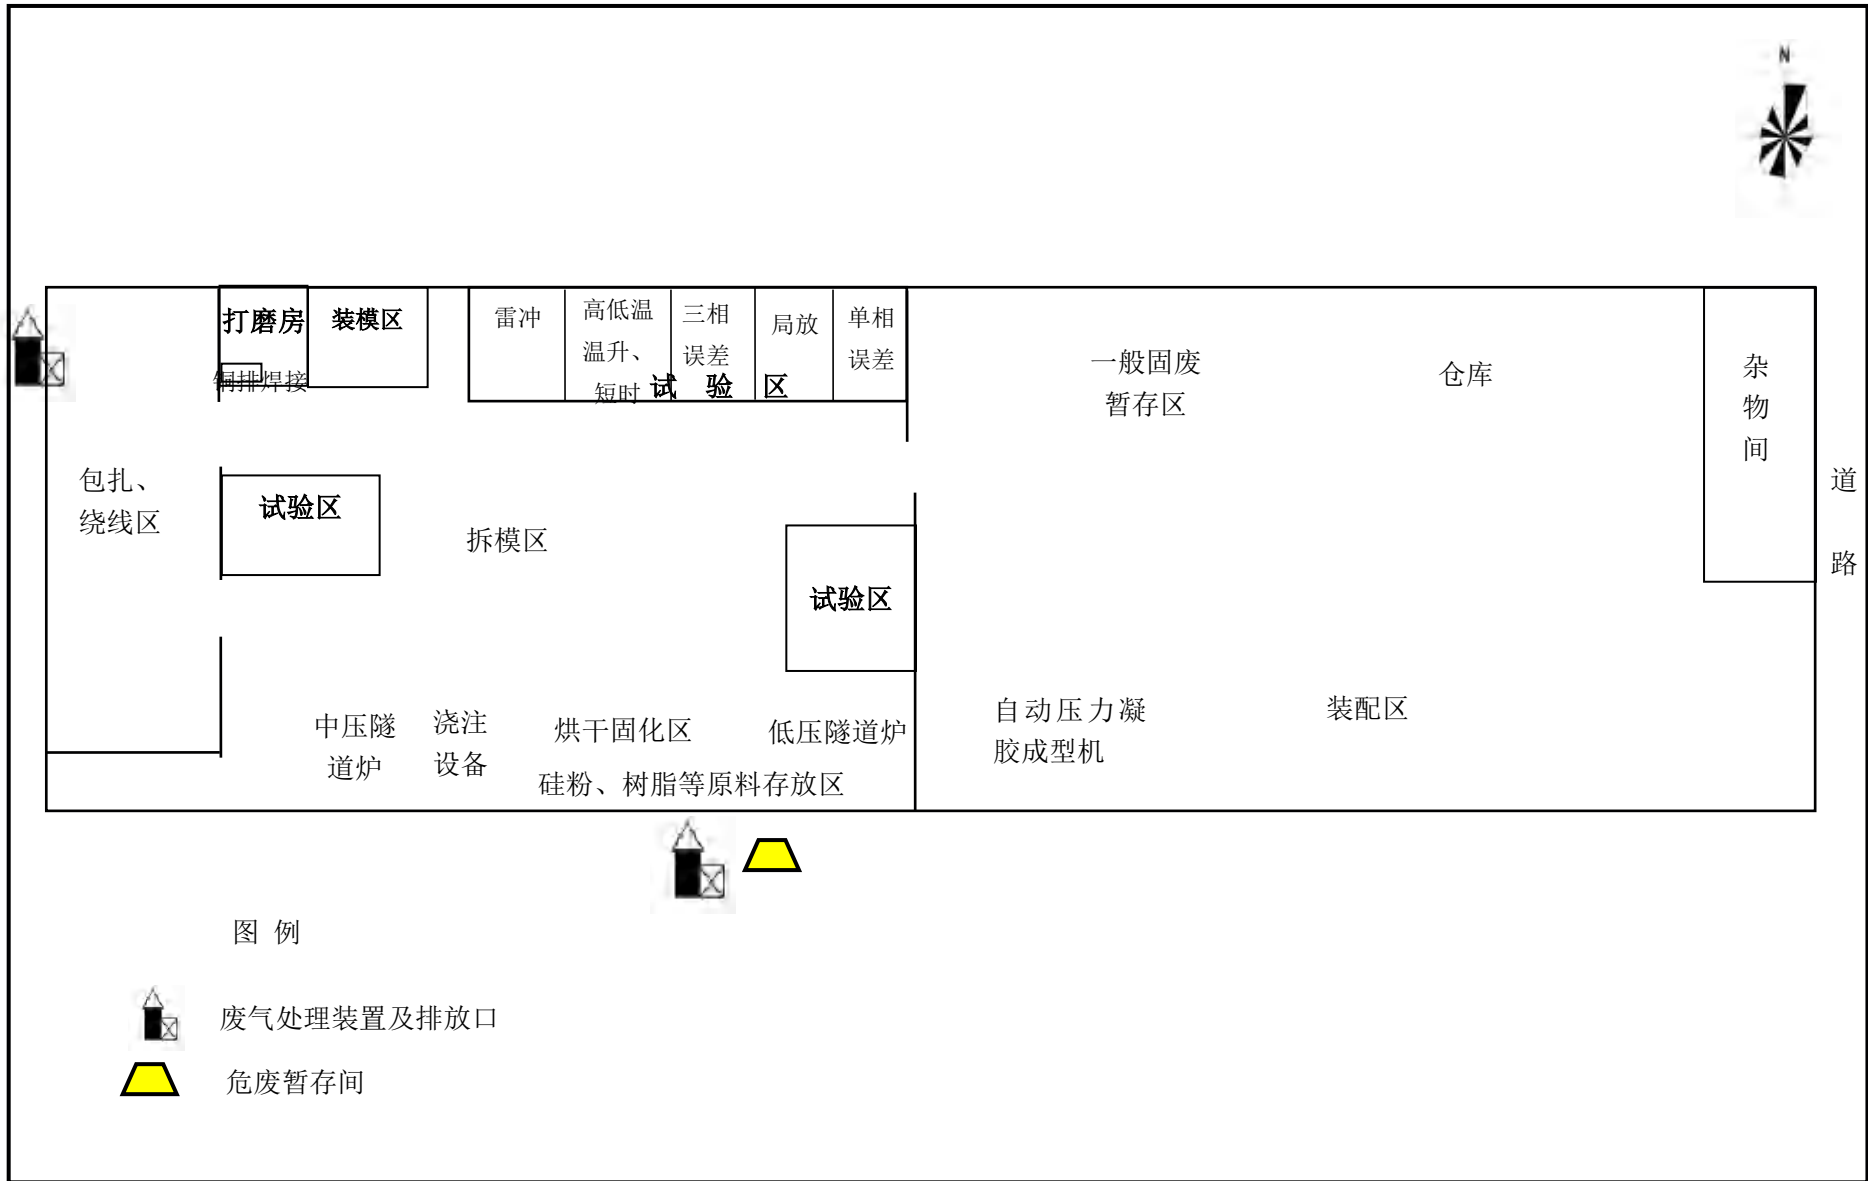 N
打磨房
装模区
铜排焊接
雷冲
高低温
温升、
短时
三相
误差
局放
单相
误差
试 验 区
一般固废
暂存区
仓库
杂
物
间
道
路
包扎、
绕线区
试验区
拆模区
试验区
中压隧
道炉
浇注
设备
烘干固化区
低压隧道炉
硅粉、树脂等原料存放区
自动压力凝
胶成型机
装配区
图 例
废气处理装置及排放口
危废暂存间